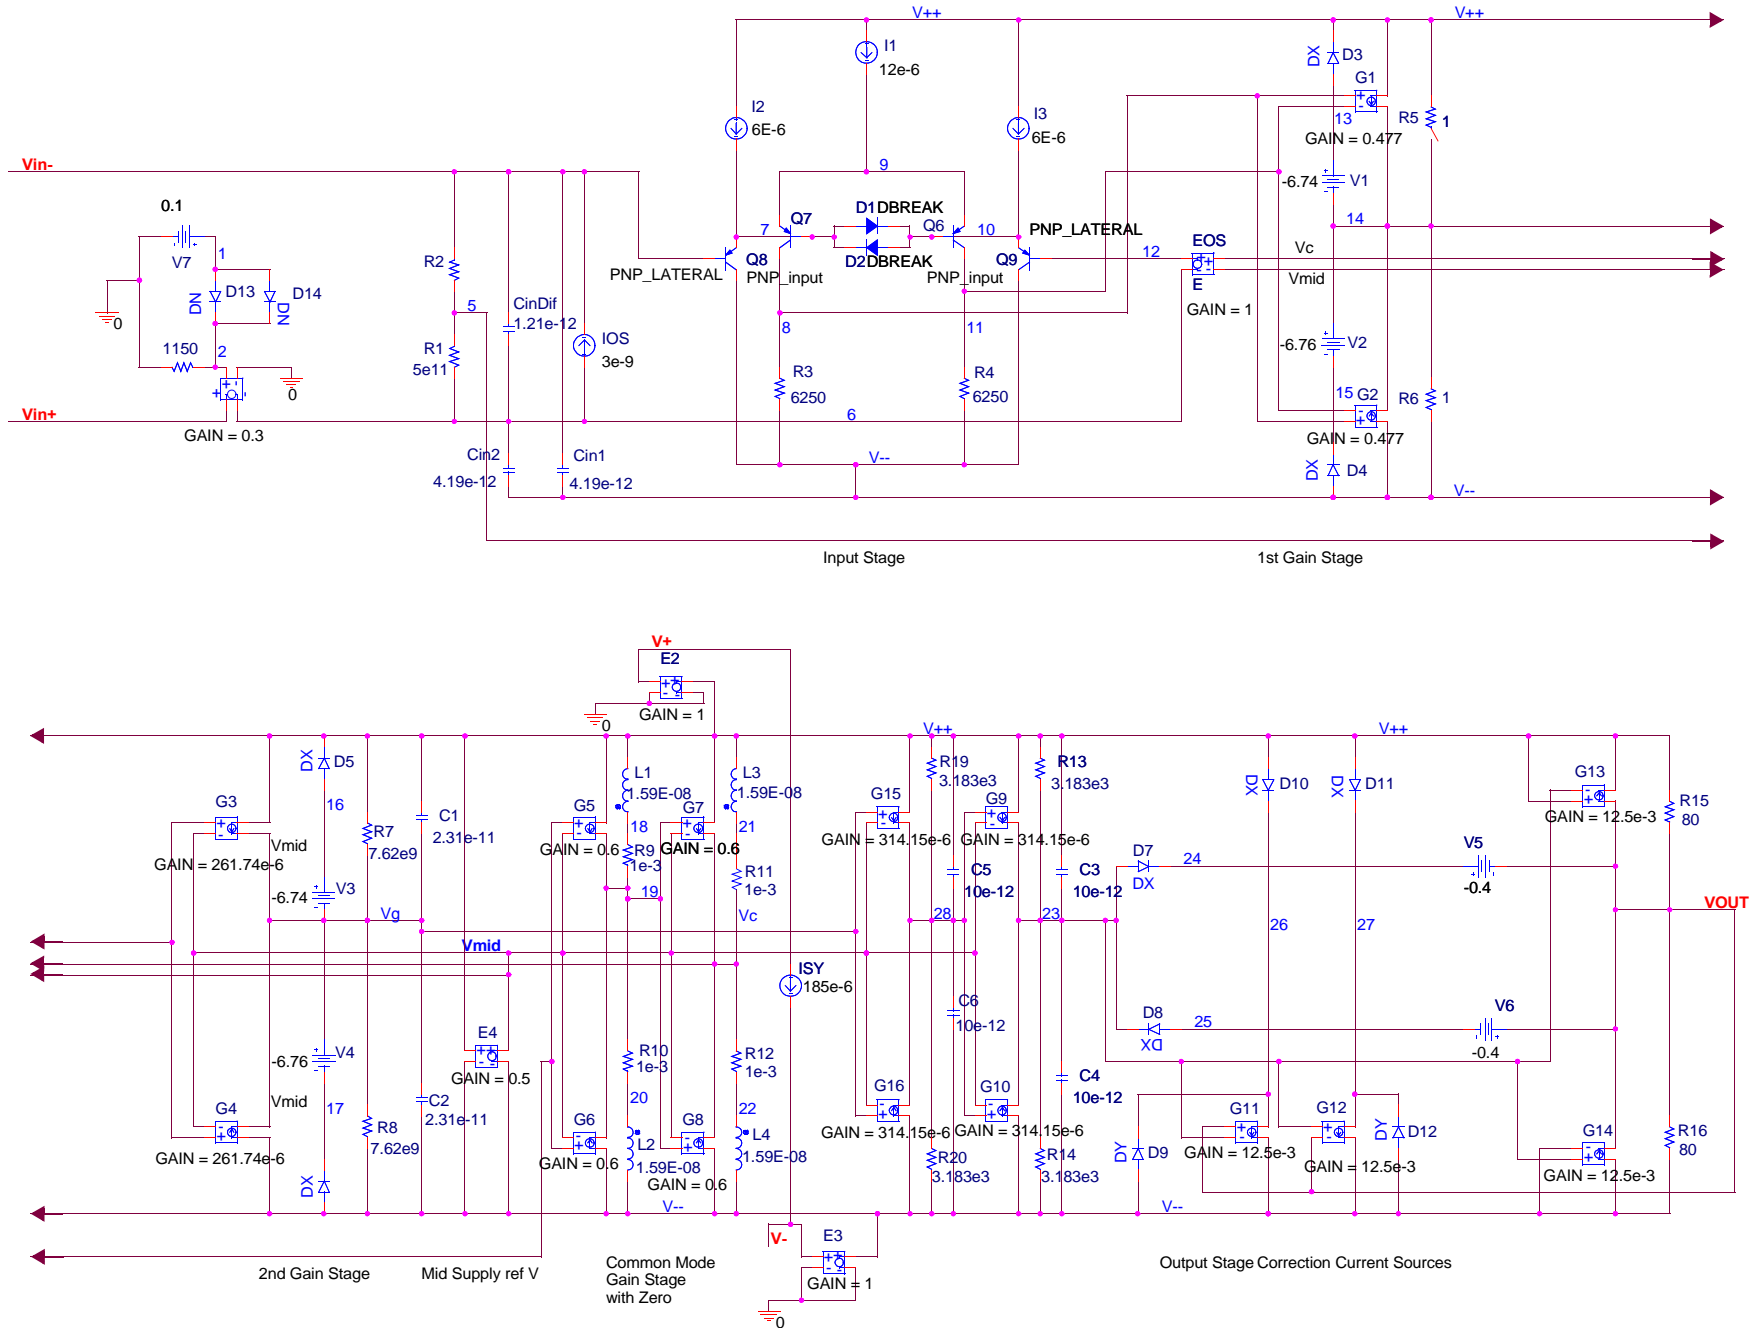 V++
V++
I1
12e-6
DX
D3
G1
I2
6E-6
I3
6E-6
13
R5
1
GAIN = 0.477
Vin-
9
-6.74
V1
0.1
D1
DBREAK
14
V7
1
7
Q7
Q6
10
PNP_LATERAL
12
EOS
Vc
R2
PNP_LATERAL
Q8
D2
DBREAK
PNP_input
PNP_input
Q9
E
Vmid
DN
D13
D14
DN
5
CinDif
1.21e-12
GAIN = 1
0
8
11
1150
2
R1
5e11
IOS
3e-9
-6.76
V2
R3
6250
R4
6250
15
G2
R6
1
0
Vin+
6
GAIN = 0.3
GAIN = 0.477
Cin2
4.19e-12
Cin1
4.19e-12
V--
DX
D4
V--
Input Stage
1st Gain Stage
V+
E2
GAIN = 1
0
V++
V++
DX
D5
L1
1.59E-08
L3
1.59E-08
R19
3.183e3
R13
3.183e3
DX
D10
DX
D11
G13
16
G3
C1
2.31e-11
G5
18
G7
21
G15
G9
GAIN = 12.5e-3
R15
80
R7
7.62e9
Vmid
GAIN = 261.74e-6
GAIN = 0.6
R9
1e-3
GAIN = 0.6
GAIN = 314.15e-6
GAIN = 314.15e-6
D7
DX
24
V5
-0.4
-6.74
V3
R11
1e-3
C5
10e-12
C3
10e-12
19
Vg
Vc
28
23
26
27
VOUT
Vmid
ISY
185e-6
C6
10e-12
D8
DX
25
V6
-0.4
-6.76
V4
E4
GAIN = 0.5
R10
1e-3
R12
1e-3
C4
10e-12
Vmid
17
C2
2.31e-11
20
22
G4
R8
7.62e9
G6
G8
G16
G10
G11
G12
DY
D12
G14
R16
80
GAIN = 261.74e-6
GAIN = 0.6
L2
1.59E-08
L4
1.59E-08
GAIN = 0.6
GAIN = 314.15e-6
GAIN = 314.15e-6
R20
3.183e3
R14
3.183e3
DY
D9
GAIN = 12.5e-3
GAIN = 12.5e-3
GAIN = 12.5e-3
DX
V--
V--
V-
E3
GAIN = 1
0
2nd Gain Stage
Mid Supply ref V
Common Mode
Gain Stage
with Zero
Output Stage
Correction Current Sources